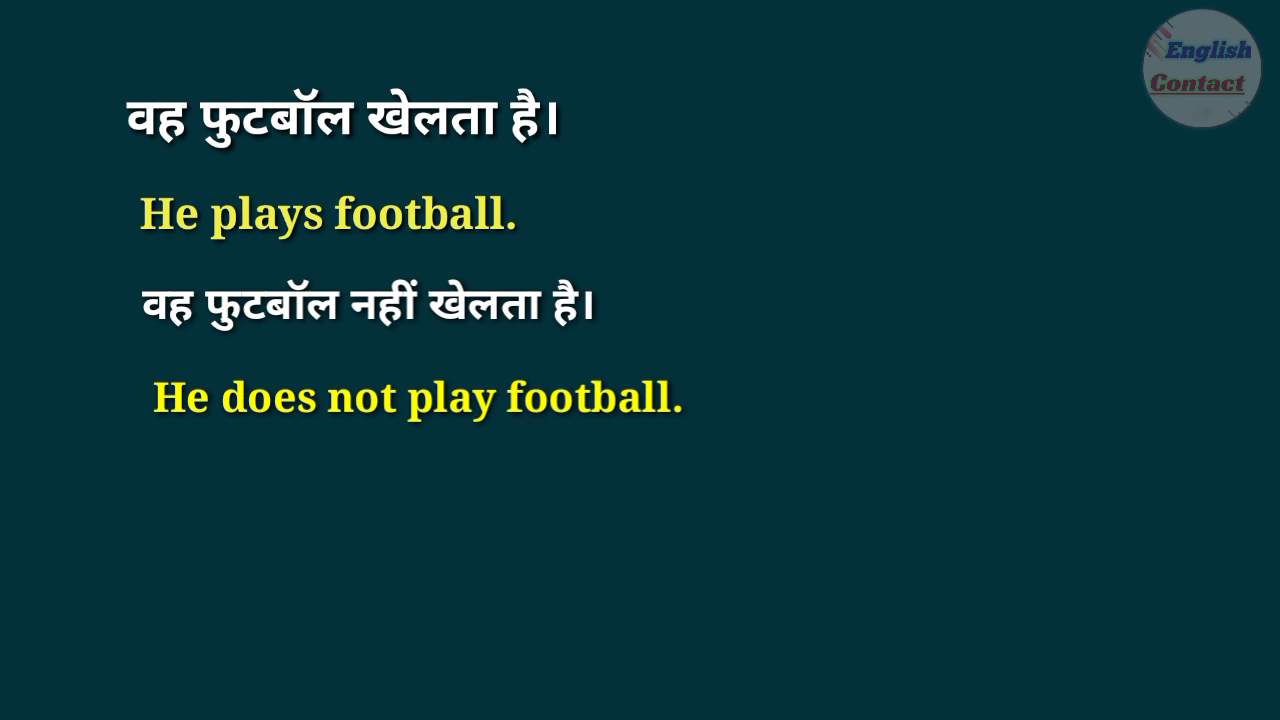 English
Contact
वह फुटबॉल खेलता है।
He plays football.
वह फुटबॉल नहीं खेलता है।
He does not play football.